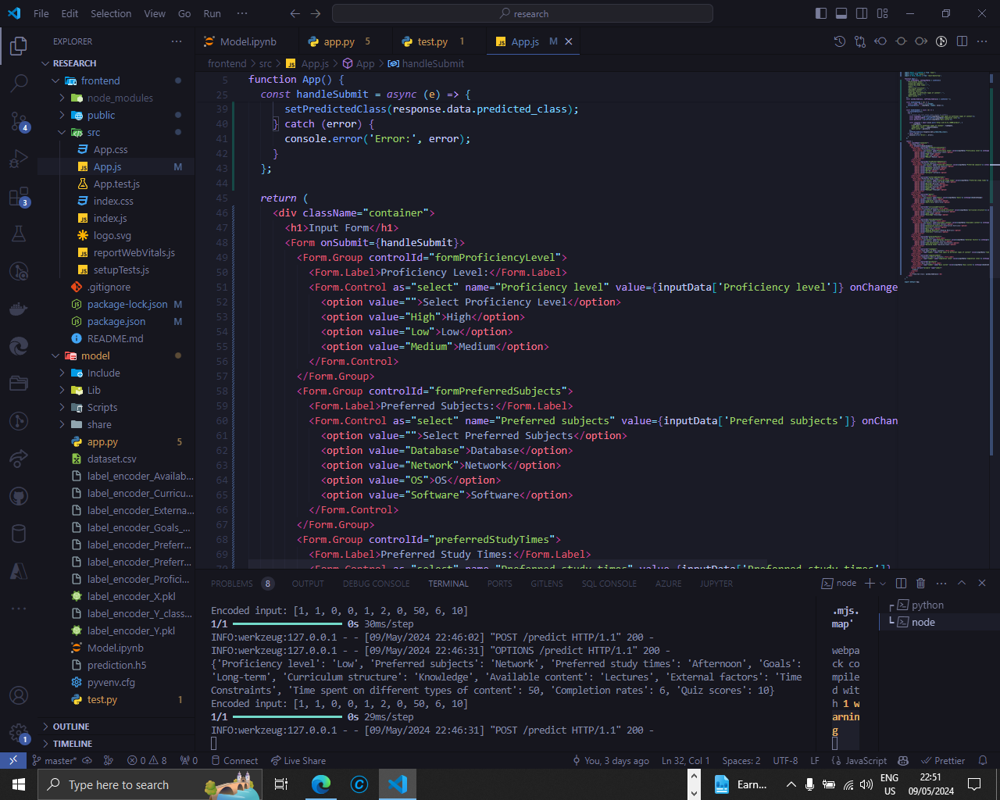 File Edit Selection View Go Run ··· research
EXPLORER
RESEARCH
frontend
node_modules
public
src
App.css
App.js M
App.test.js
index.css
index.js
logo.svg
reportWebVitals.js
setupTests.js
.gitignore
package-lock.json M
package.json M
README.md
model
Include
Lib
Scripts
share
app.py 5
dataset.csv
label_encoder_Availab...
label_encoder_Curricu...
label_encoder_Externa...
label_encoder_Goals_...
label_encoder_Preferr...
label_encoder_Preferr...
label_encoder_Profici...
label_encoder_X.pkl
label_encoder_Y_class...
label_encoder_Y.pkl
Model.ipynb
prediction.h5
pyvenv.cfg
test.py 1
OUTLINE
TIMELINE
4
3
1
Model.ipynb app.py 5 test.py 1 App.js M
frontend > src > App.js > App > handleSubmit
5 function App() {
25 const handleSubmit = async (e) => {
39 setPredictedClass(response.data.predicted_class);
40 } catch (error) {
41 console.error('Error:', error);
42 }
43 };
44
45 return (
46 <div className="container">
47 <h1>Input Form</h1>
48 <Form onSubmit={handleSubmit}>
49 <Form.Group controlId="formProficiencyLevel">
50 <Form.Label>Proficiency Level:</Form.Label>
51 <Form.Control as="select" name="Proficiency level" value={inputData['Proficiency level']} onChange
52 <option value="">Select Proficiency Level</option>
53 <option value="High">High</option>
54 <option value="Low">Low</option>
55 <option value="Medium">Medium</option>
56 </Form.Control>
57 </Form.Group>
58 <Form.Group controlId="formPreferredSubjects">
59 <Form.Label>Preferred Subjects:</Form.Label>
60 <Form.Control as="select" name="Preferred subjects" value={inputData['Preferred subjects']} onChan
61 <option value="">Select Preferred Subjects</option>
62 <option value="Database">Database</option>
63 <option value="Network">Network</option>
64 <option value="OS">OS</option>
65 <option value="Software">Software</option>
66 </Form.Control>
67 </Form.Group>
68 <Form.Group controlId="preferredStudyTimes">
69 <Form.Label>Preferred Study Times:</Form.Label>
70 <Form.Control as="select" name="Preferred study times" value={inputData['Preferred study times']}
PROBLEMS 8 OUTPUT DEBUG CONSOLE TERMINAL PORTS GITLENS SQL CONSOLE AZURE JUPYTER node
Encoded input: [1, 1, 0, 0, 1, 2, 0, 50, 6, 10]
1/1 0s 30ms/step
INFO:werkzeug:127.0.0.1 - - [09/May/2024 22:46:02] "POST /predict HTTP/1.1" 200 -
INFO:werkzeug:127.0.0.1 - - [09/May/2024 22:46:31] "OPTIONS /predict HTTP/1.1" 200 -
{'Proficiency level': 'Low', 'Preferred subjects': 'Network', 'Preferred study times': 'Afternoon', 'Goals':
'Long-term', 'Curriculum structure': 'Knowledge', 'Available content': 'Lectures', 'External factors': 'Time
Constraints', 'Time spent on different types of content': 50, 'Completion rates': 6, 'Quiz scores': 10}
Encoded input: [1, 1, 0, 0, 1, 2, 0, 50, 6, 10]
1/1 0s 29ms/step
INFO:werkzeug:127.0.0.1 - - [09/May/2024 22:46:31] "POST /predict HTTP/1.1" 200 -
.mjs.
map'
webpa
ck co
mpile
d wit
h 1 w
arnin
g
python
node
master* 0 8 0 Connect Live Share You, 3 days ago Ln 32, Col 1 Spaces: 2 UTF-8 LF JavaScript Prettier
Type here to search Earn... ENG US 22:51 09/05/2024